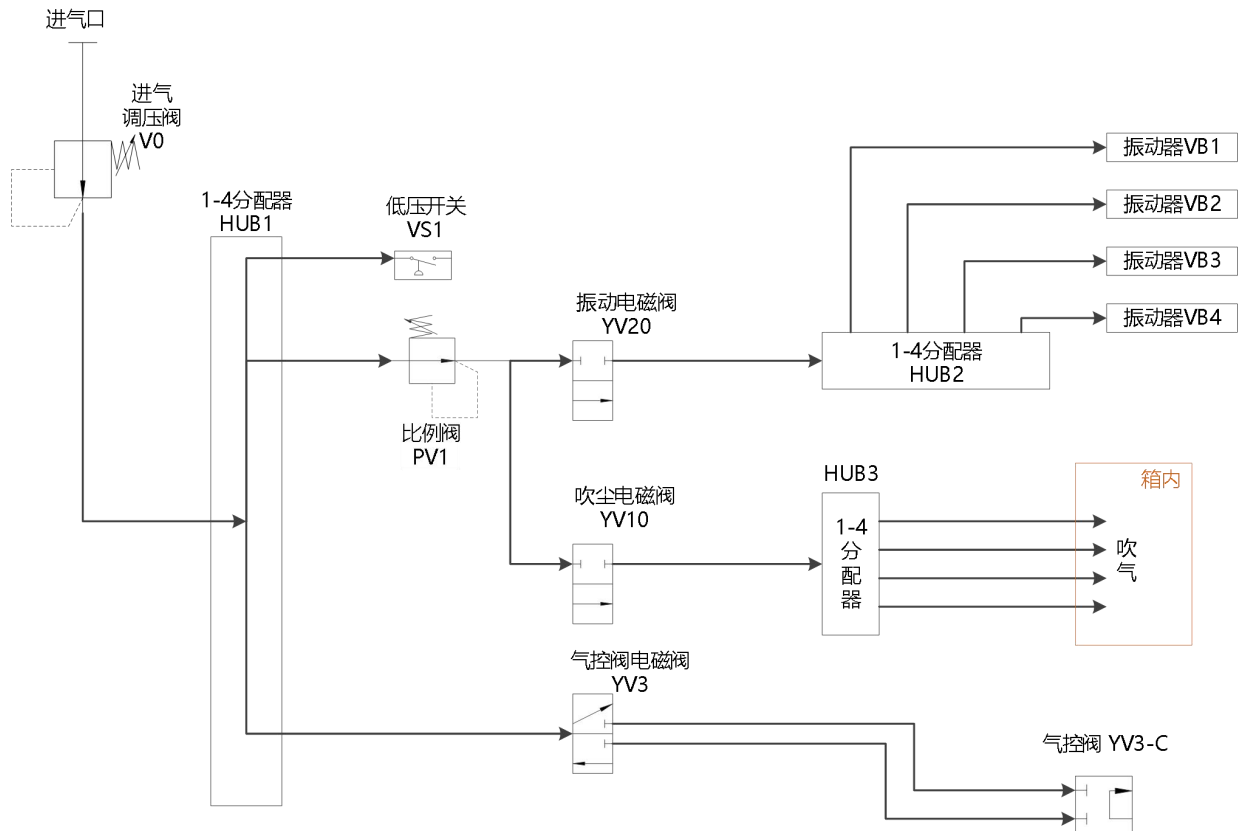 进气口
进气
调压阀
V0
1-4分配器
HUB1
低压开关
VS1
比例阀
PV1
振动电磁阀
YV20
振动器VB1
振动器VB2
振动器VB3
振动器VB4
1-4分配器
HUB2
吹尘电磁阀
YV10
HUB3
1-4
分
配
器
箱内
吹
气
气控阀电磁阀
YV3
气控阀 YV3-C